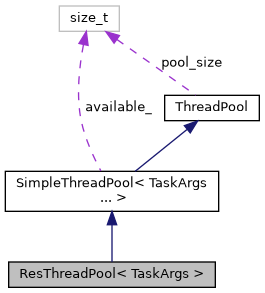 size_t
pool_size
available_
ThreadPool
SimpleThreadPool< TaskArgs
... >
ResThreadPool< TaskArgs >